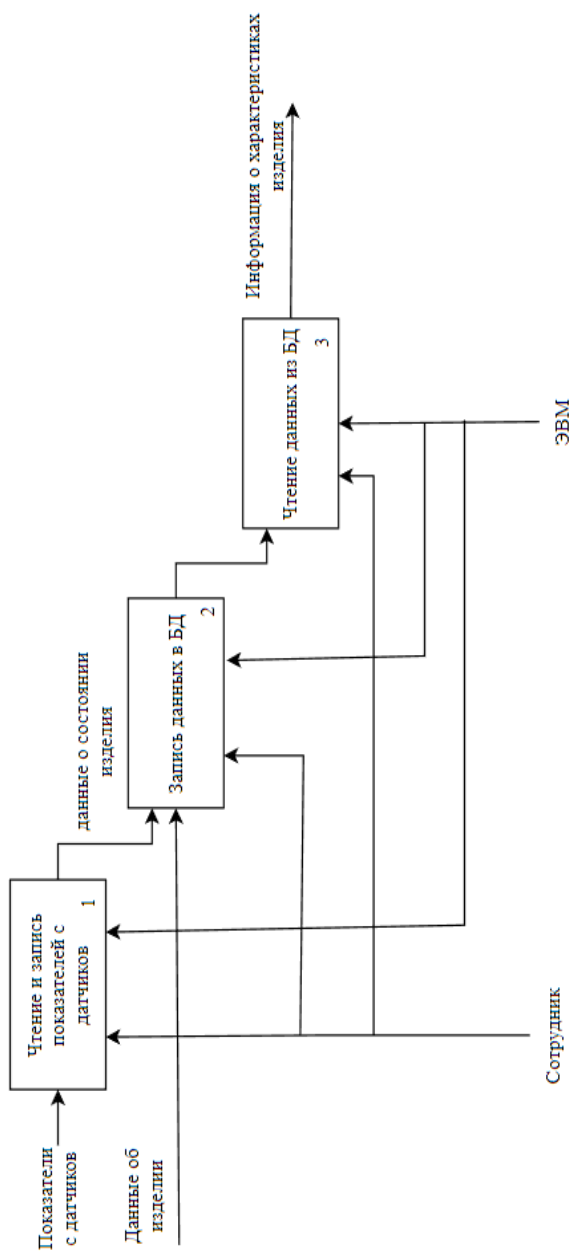 Показатели
с датчиков
Данные об
изделии
Чтение и запись
показателей с
датчиков
1
данные о состоянии
изделия
Запись данных в БД
2
Чтение данных из БД
3
Информация о характеристиках
изделия
Сотрудник
ЭВМ